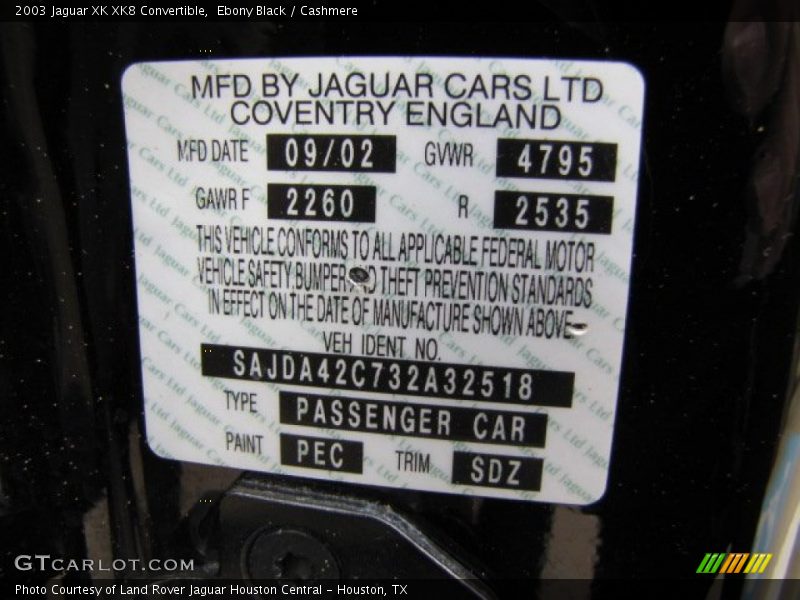 2003 Jaguar XK XK8 Convertible,  Ebony Black / Cashmere
MFD BY JAGUAR CARS LTD
COVENTRY ENGLAND
MFD DATE 09/02 GVWR 4795
GAWR F 2260 R 2535
THIS VEHICLE CONFORMS TO ALL APPLICABLE FEDERAL MOTOR
VEHICLE SAFETY, BUMPER, THEFT PREVENTION STANDARDS
IN EFFECT ON THE DATE OF MANUFACTURE SHOWN ABOVE
VEH IDENT NO.
SAJDA42C732A32518
TYPE PASSENGER CAR
PAINT PEC TRIM SDZ
GTCARLOT.COM
Photo Courtesy of Land Rover Jaguar Houston Central - Houston, TX